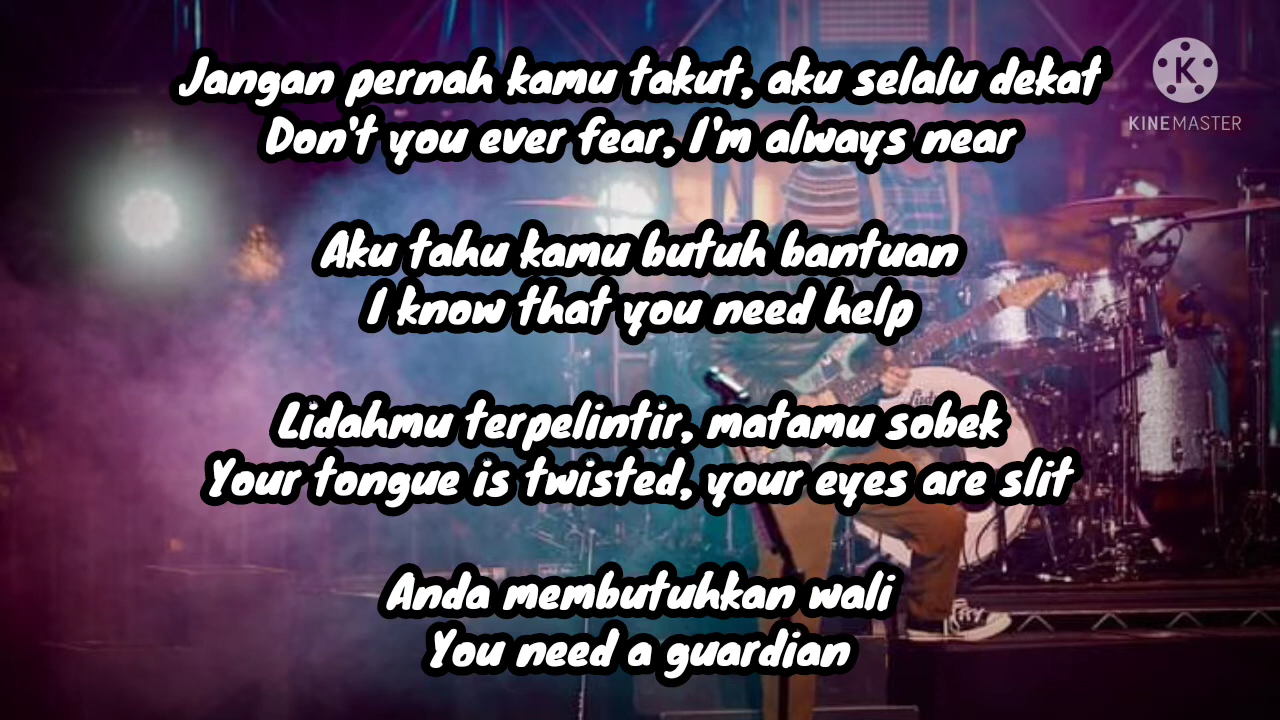 Jangan pernah kamu takut, aku selalu dekat
Don't you ever fear, I'm always near
KINEMASTER
Aku tahu kamu butuh bantuan
I know that you need help
Lidahmu terpelintir, matamu sobek
Your tongue is twisted, your eyes are slit
Anda membutuhkan wali
You need a guardian